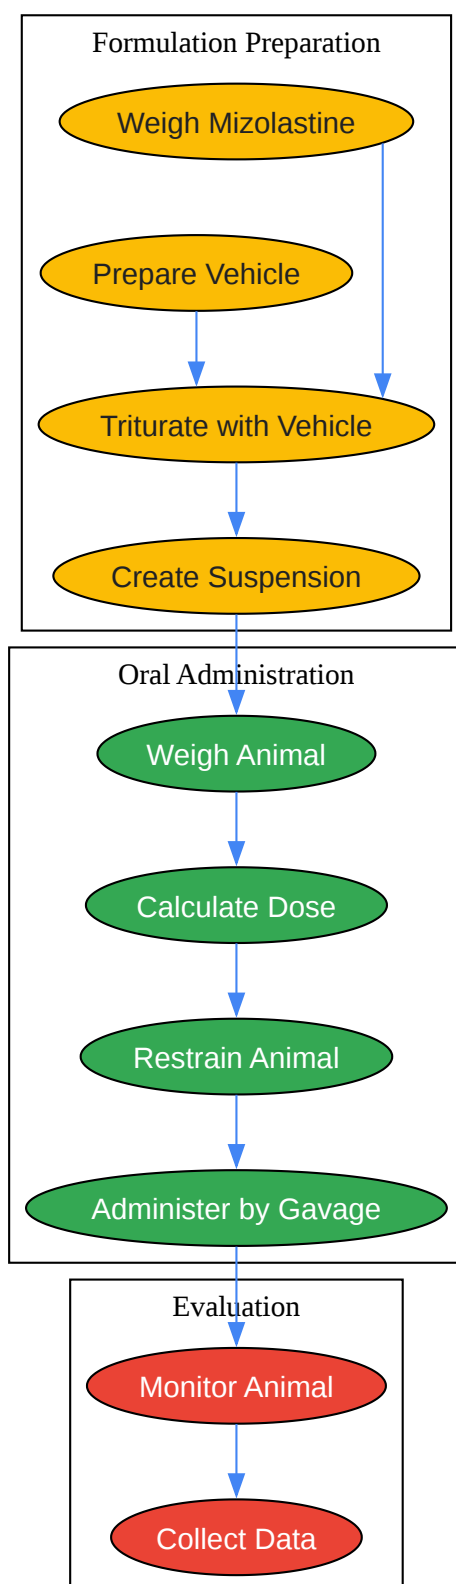 Formulation Preparation
Weigh Mizolastine
Prepare Vehicle
Triturate with Vehicle
Create Suspension
Oral Administration
Weigh Animal
Calculate Dose
Restrain Animal
Administer by Gavage
Evaluation
Monitor Animal
Collect Data